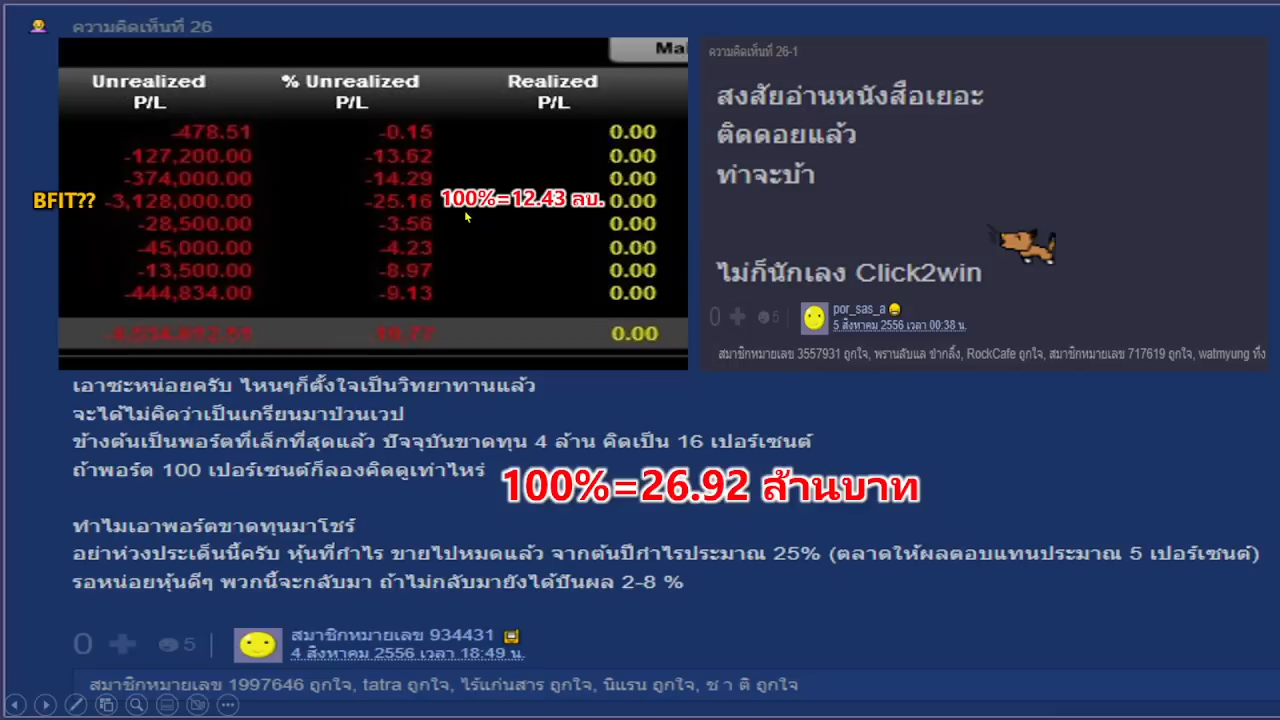 ความคิดเห็นที่ 26
Unrealized P/L % Unrealized P/L Realized P/L
-478.51 -0.15 0.00
-127,200.00 -13.62 0.00
-374,000.00 -14.29 0.00
BFIT?? -3,128,000.00 -25.16 100%=12.43 ลบ. 0.00
-28,500.00 -3.56 0.00
-45,000.00 -4.23 0.00
-13,500.00 -8.97 0.00
-444,834.00 -9.13 0.00
0.00
ความคิดเห็นที่ 26-1
สงสัยอ่านหนังสือเยอะ
ติดดอยแล้ว
ท่าจะบ้า
ไม่ก็นักเลง Click2win
0 5 por_sas_a
5 สิงหาคม 2556 เวลา 00:38 น.
สมาชิกหมายเลข 3557931 ถูกใจ, พรานลับแล ขำกลิ้ง, RockCafe ถูกใจ, สมาชิกหมายเลข 717619 ถูกใจ, watmyung ทึ่ง
เอาซะหน่อยครับ ไหนๆก็ตั้งใจเป็นวิทยาทานแล้ว
จะได้ไม่คิดว่าเป็นเกรียนมาป่วนเวป
ข้างต้นเป็นพอร์ตที่เล็กที่สุดแล้ว ปัจจุบันขาดทุน 4 ล้าน คิดเป็น 16 เปอร์เซนต์
ถ้าพอร์ต 100 เปอร์เซนต์ก็ลองคิดดูเท่าไหร่
100%=26.92 ล้านบาท
ทำไมเอาพอร์ตขาดทุนมาโชร์
อย่าห่วงประเด็นนี้ครับ หุ้นที่กำไร ขายไปหมดแล้ว จากต้นปีกำไรประมาณ 25% (ตลาดให้ผลตอบแทนประมาณ 5 เปอร์เซนต์)
รอหน่อยหุ้นดีๆ พวกนี้จะกลับมา ถ้าไม่กลับมายังได้ปันผล 2-8 %
0 5 สมาชิกหมายเลข 934431
4 สิงหาคม 2556 เวลา 18:49 น.
สมาชิกหมายเลข 1997646 ถูกใจ, tatra ถูกใจ, ไร้แก่นสาร ถูกใจ, นิแรน ถูกใจ, ช า ติ ถูกใจ